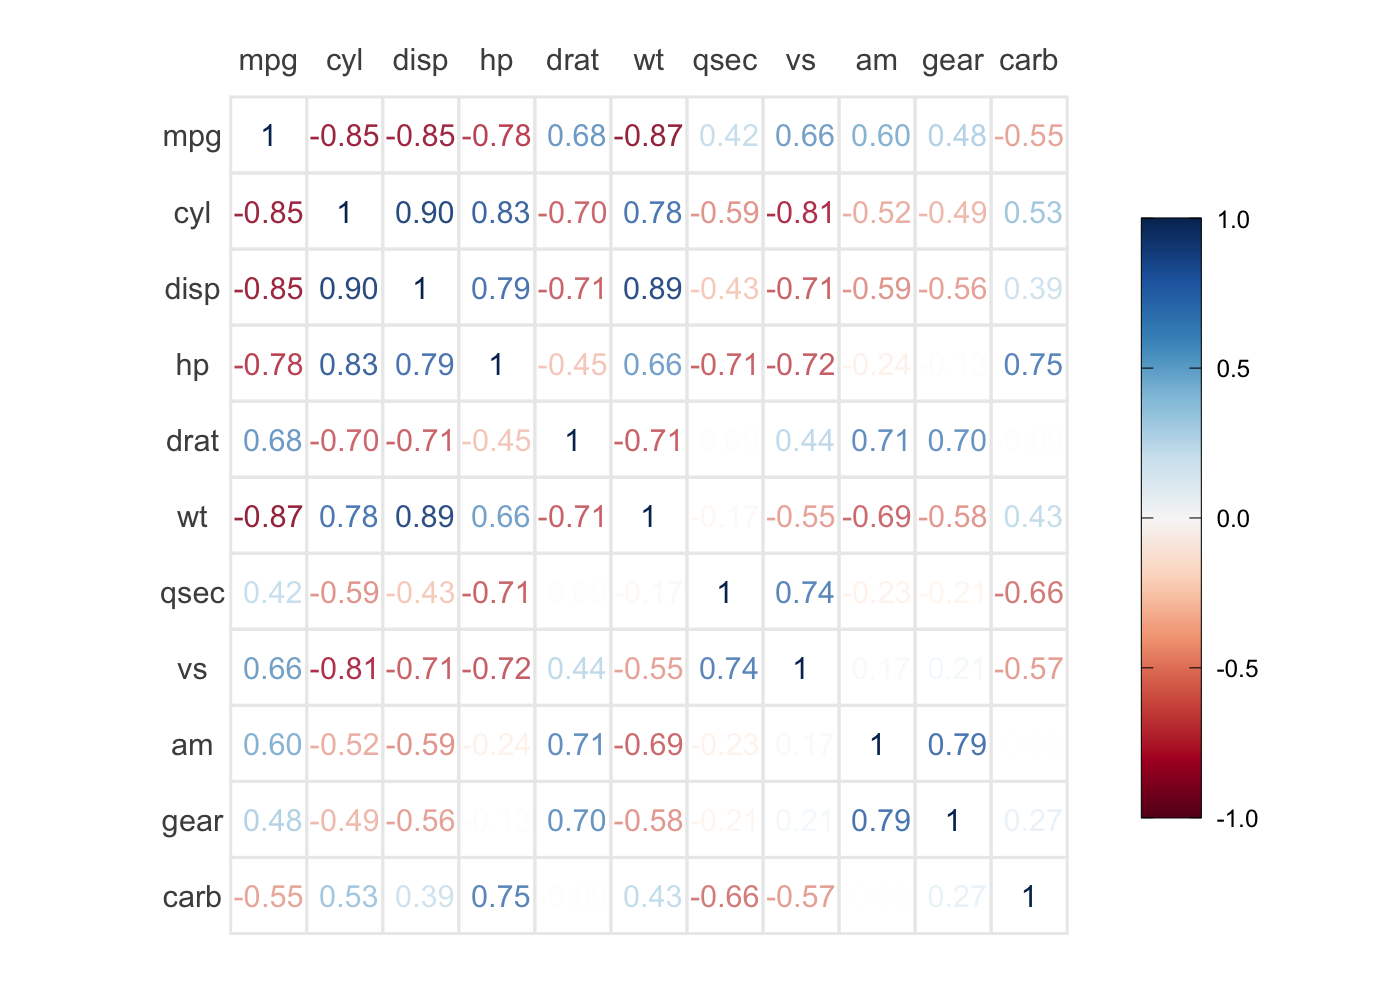 mpg cyl disp hp drat wt qsec vs am gear carb
mpg 1 -0.85 -0.85 -0.78 0.68 -0.87 0.42 0.66 0.60 0.48 -0.55
cyl -0.85 1 0.90 0.83 -0.70 0.78 -0.59 -0.81 -0.52 -0.49 0.53
disp -0.85 0.90 1 0.79 -0.71 0.89 -0.43 -0.71 -0.59 -0.56 0.39
hp -0.78 0.83 0.79 1 -0.45 0.66 -0.71 -0.72 -0.24 -0.13 0.75
drat 0.68 -0.70 -0.71 -0.45 1 -0.71 0.44 0.71 0.70
wt -0.87 0.78 0.89 0.66 -0.71 1 -0.17 -0.55 -0.69 -0.58 0.43
qsec 0.42 -0.59 -0.43 -0.71 0.09 -0.17 1 0.74 -0.23 -0.21 -0.66
vs 0.66 -0.81 -0.71 -0.72 0.44 -0.55 0.74 1 0.17 0.21 -0.57
am 0.60 -0.52 -0.59 -0.24 0.71 -0.69 -0.23 0.17 1 0.79
gear 0.48 -0.49 -0.56 -0.13 0.70 -0.58 -0.21 0.21 0.79 1 0.27
carb -0.55 0.53 0.39 0.75 0.43 -0.66 -0.57 0.27 1
1.0
0.5
0.0
-0.5
-1.0